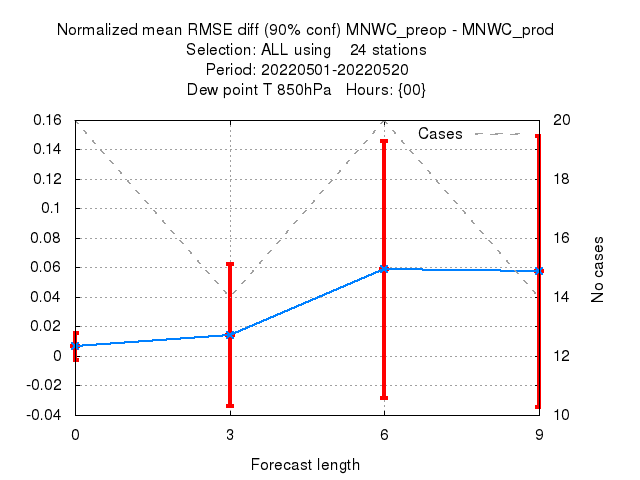 Normalized mean RMSE diff (90% conf) MNWC_preop - MNWC_prod
Selection: ALL using    24 stations
Period: 20220501-20220520
Dew point T 850hPa   Hours: {00}
Cases
0.16
0.14
0.12
0.1
0.08
0.06
0.04
0.02
0
-0.02
-0.04
20
18
16
14
12
10
No cases
0 3 6 9
Forecast length